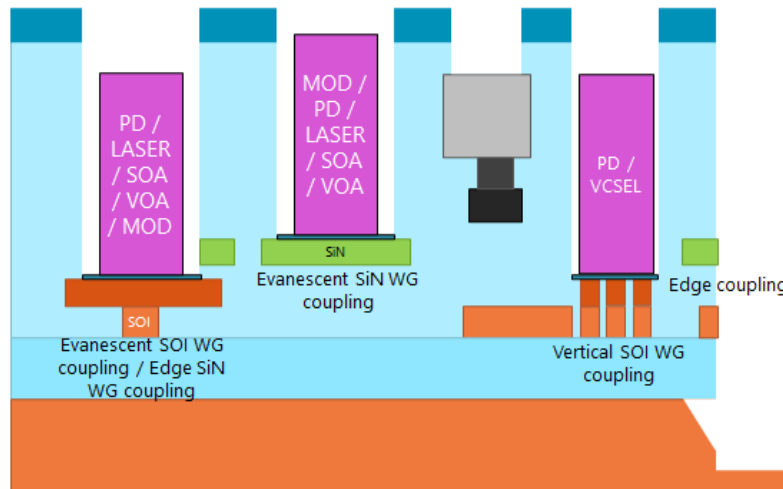 PD /
LASER
/ SOA
/ VOA
/ MOD
SOI
Evanescent SOI WG
coupling / Edge SiN
WG coupling
MOD /
PD /
LASER
/ SOA
/ VOA
SiN
Evanescent SiN WG
coupling
PD /
VCSEL
Vertical SOI WG
coupling
Edge coupling